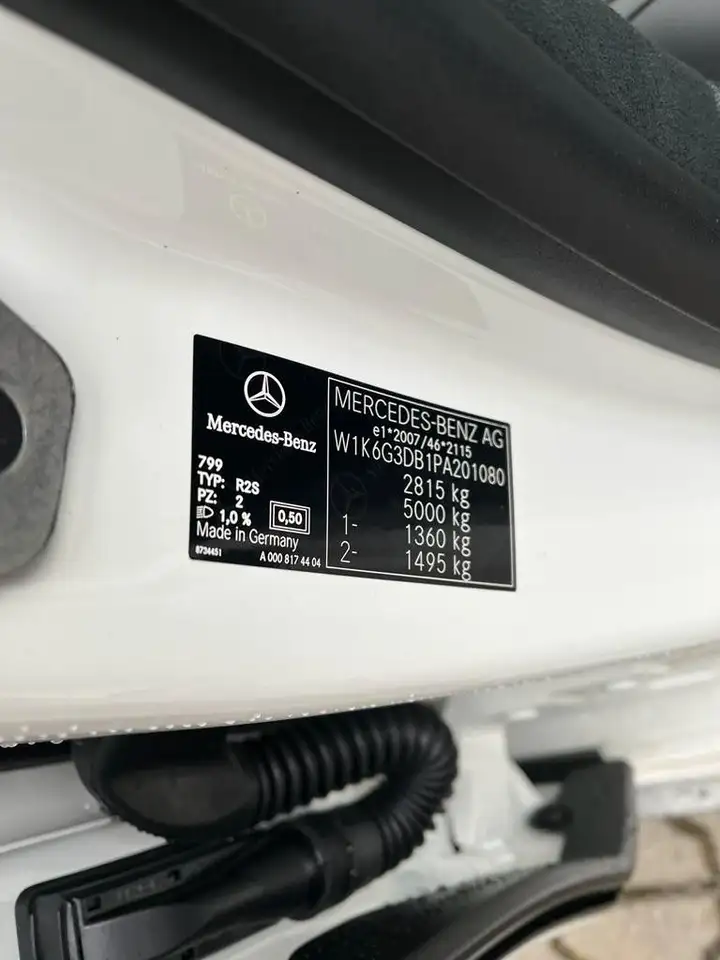 Mercedes-Benz
799
TYP: R2S
PZ: 2
1,0 % 0,50
Made in Germany
8734451 A 000 817 44 04
MERCEDES-BENZ AG
e1*2007/46*2115
W1K6G3DB1PA201080
2815 kg
5000 kg
1- 1360 kg
2- 1495 kg